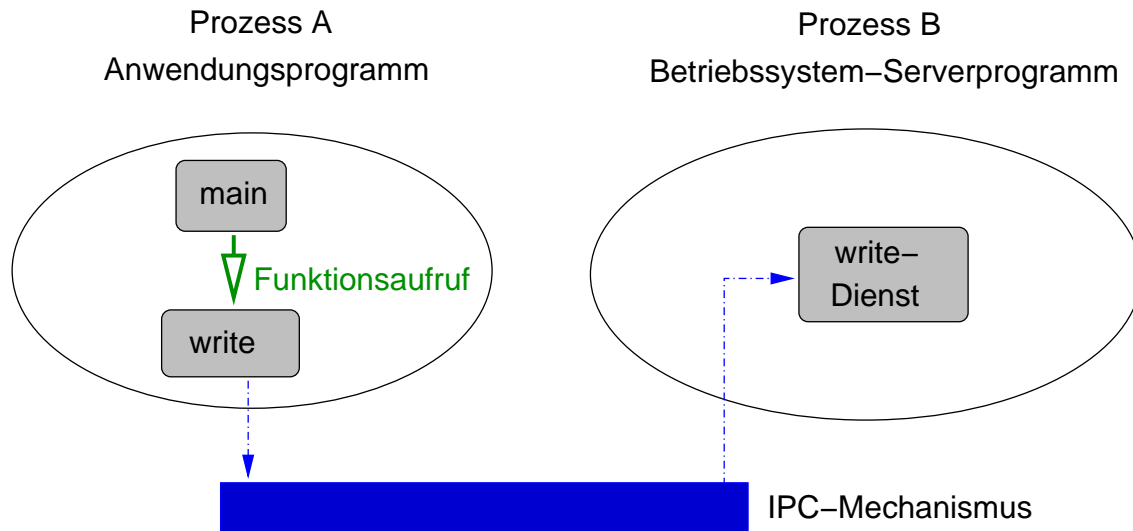 Prozess A
Anwendungsprogramm
Prozess B
Betriebssystem−Serverprogramm
main
Funktionsaufruf
write
write−
Dienst
IPC−Mechanismus